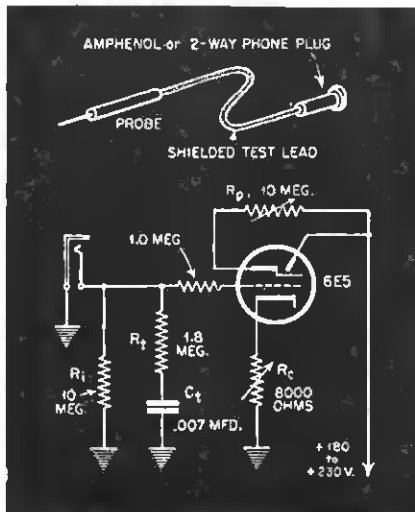 AMPHENOL or 2-WAY PHONE PLUG
PROBE
SHIELDED TEST LEAD
Rp, 10 MEG.
1.0 MEG
6E5
Rt
1.8
MEG.
Ri
10
MEG.
Ct
.007 MFD.
Rc
8000
OHMS
+180
to
+230 V.